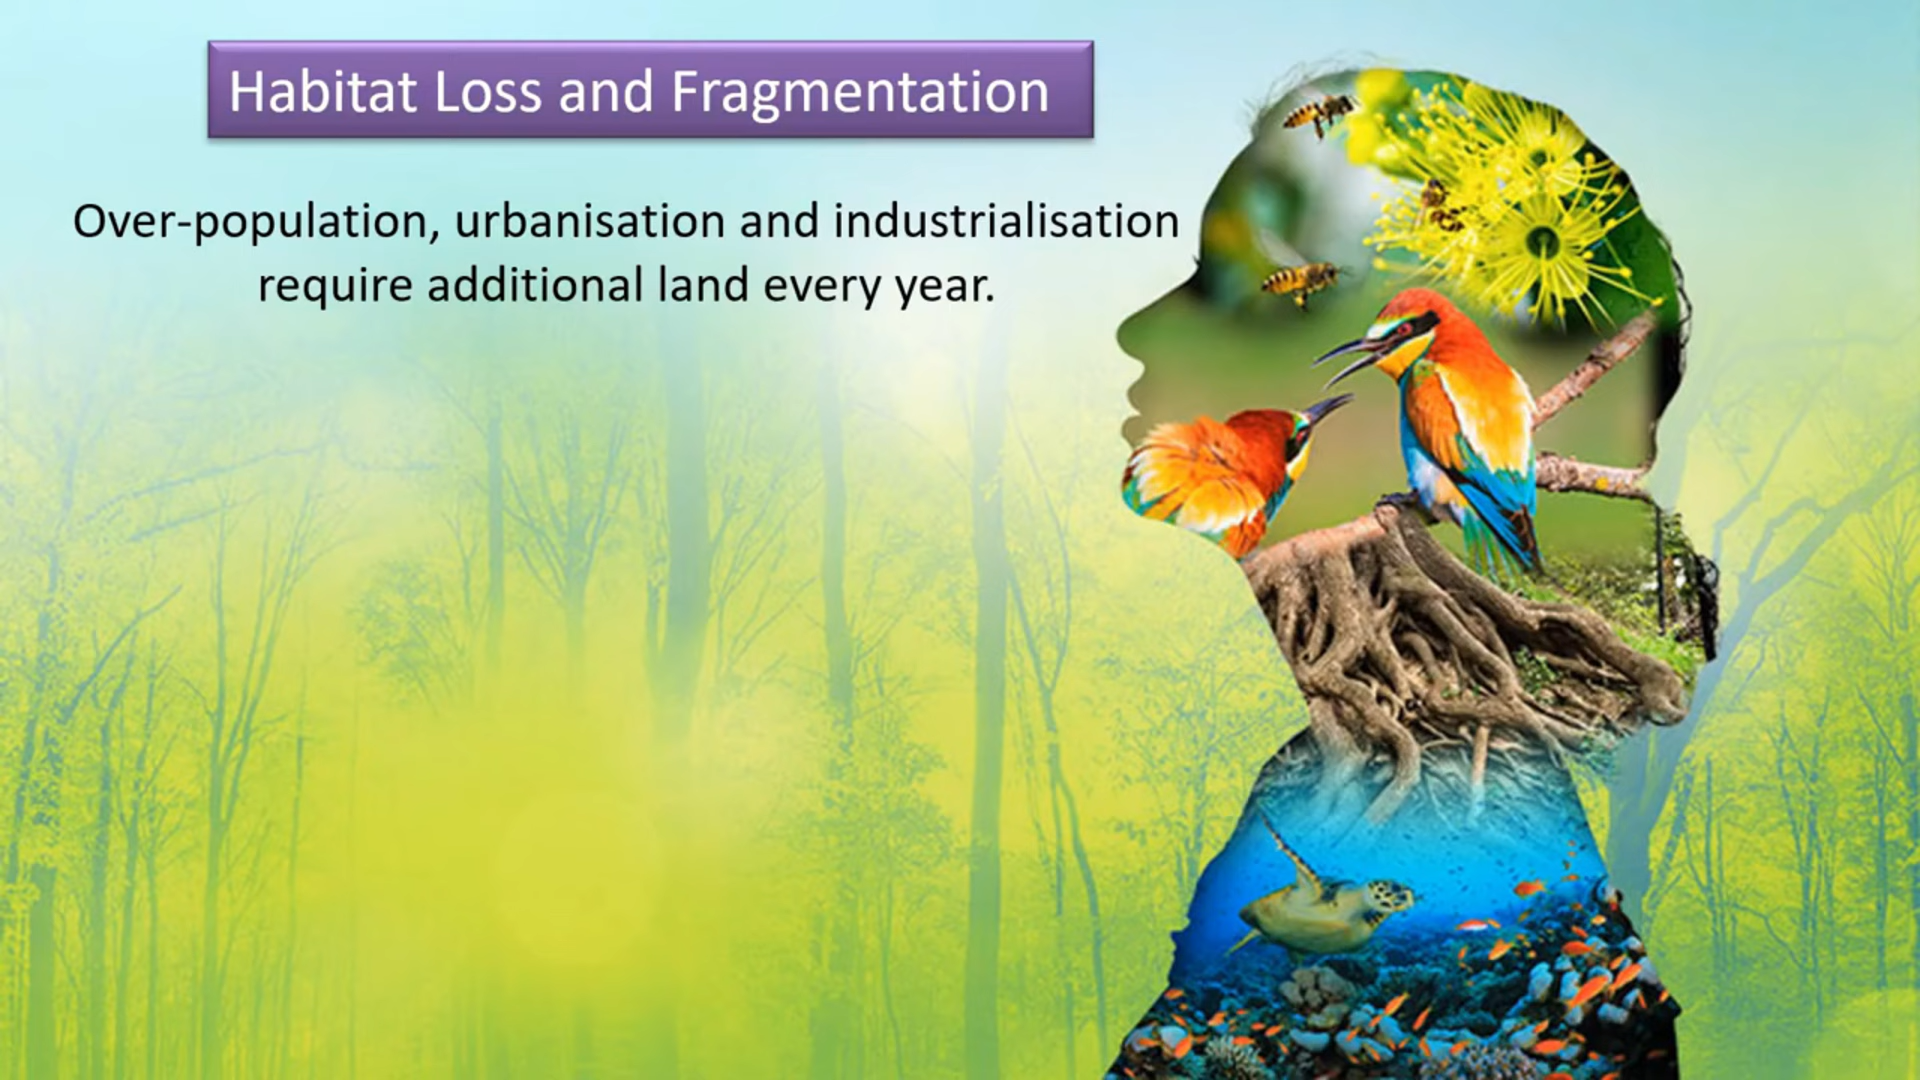 Habitat Loss and Fragmentation
Over-population, urbanisation and industrialisation
require additional land every year.